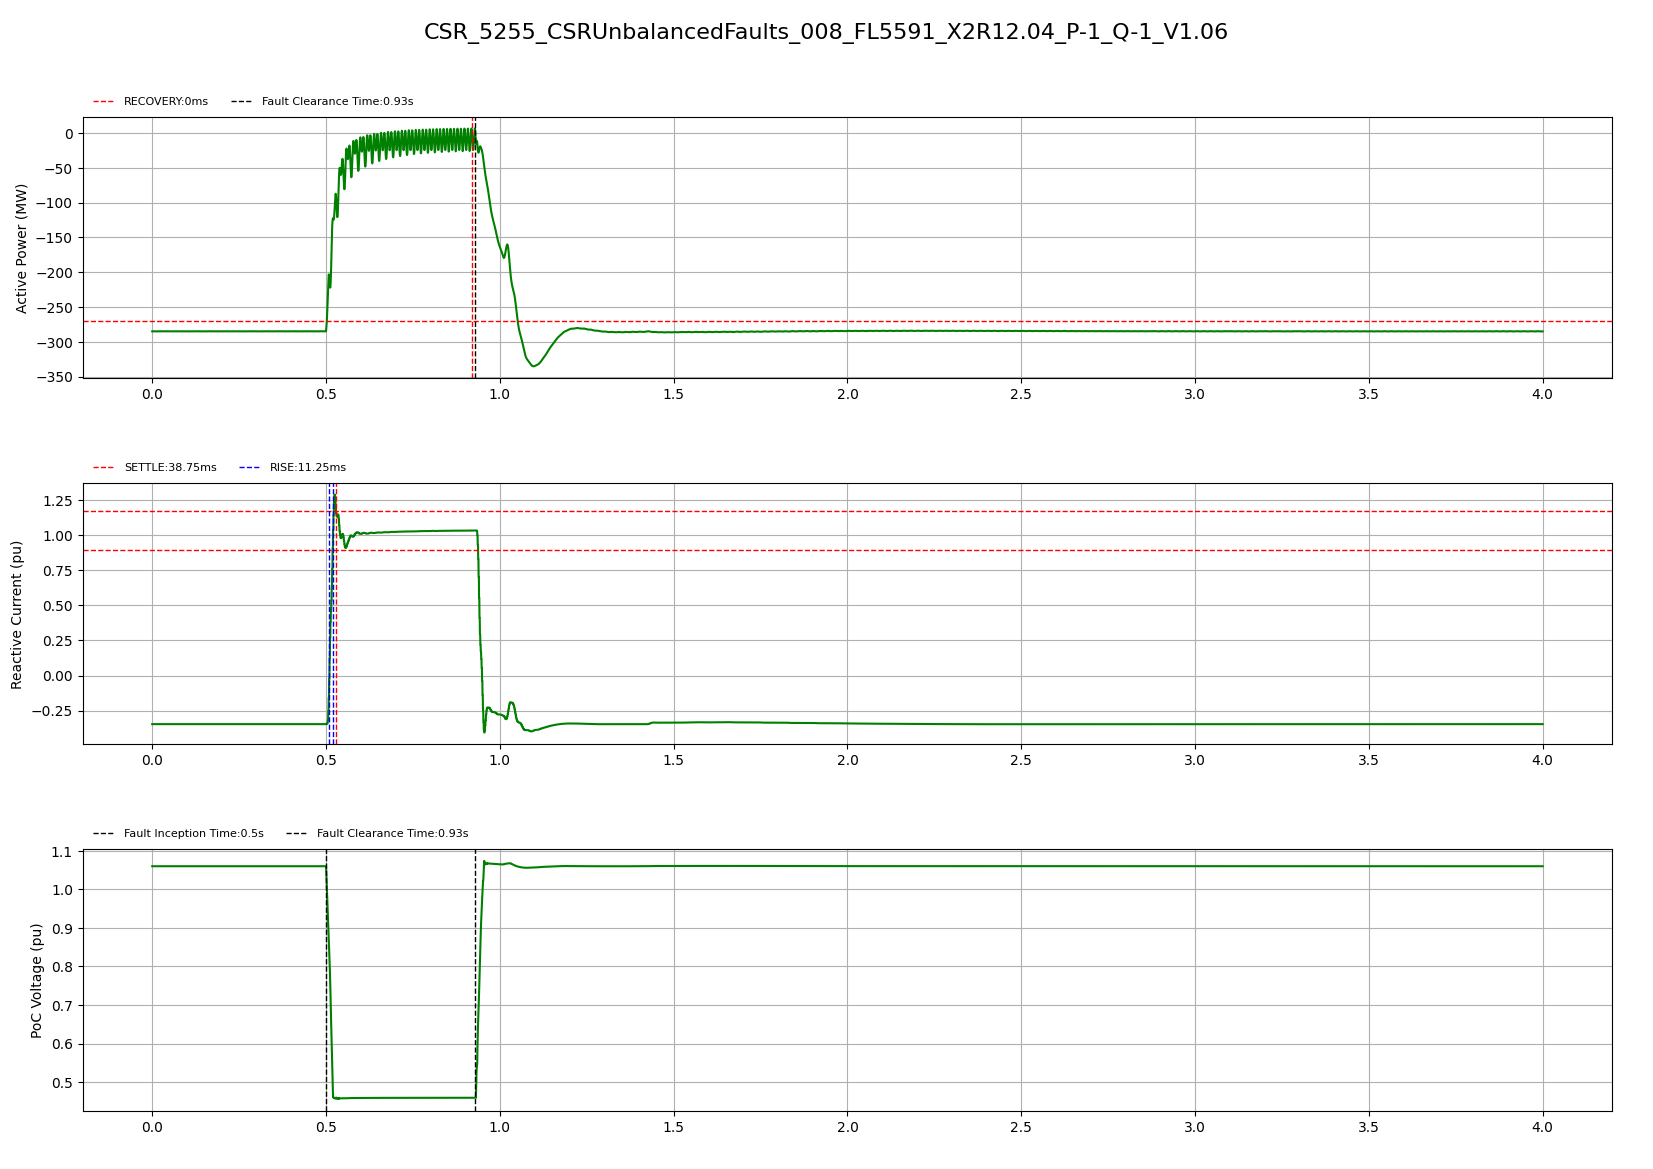 CSR_5255_CSRUnbalancedFaults_008_FL5591_X2R12.04_P-1_Q-1_V1.06
RECOVERY:0ms Fault Clearance Time:0.93s
Active Power (MW)
0
−50
−100
−150
−200
−250
−300
−350
0.0 0.5 1.0 1.5 2.0 2.5 3.0 3.5 4.0
SETTLE:38.75ms RISE:11.25ms
Reactive Current (pu)
1.25
1.00
0.75
0.50
0.25
0.00
−0.25
0.0 0.5 1.0 1.5 2.0 2.5 3.0 3.5 4.0
Fault Inception Time:0.5s Fault Clearance Time:0.93s
PoC Voltage (pu)
1.1
1.0
0.9
0.8
0.7
0.6
0.5
0.0 0.5 1.0 1.5 2.0 2.5 3.0 3.5 4.0